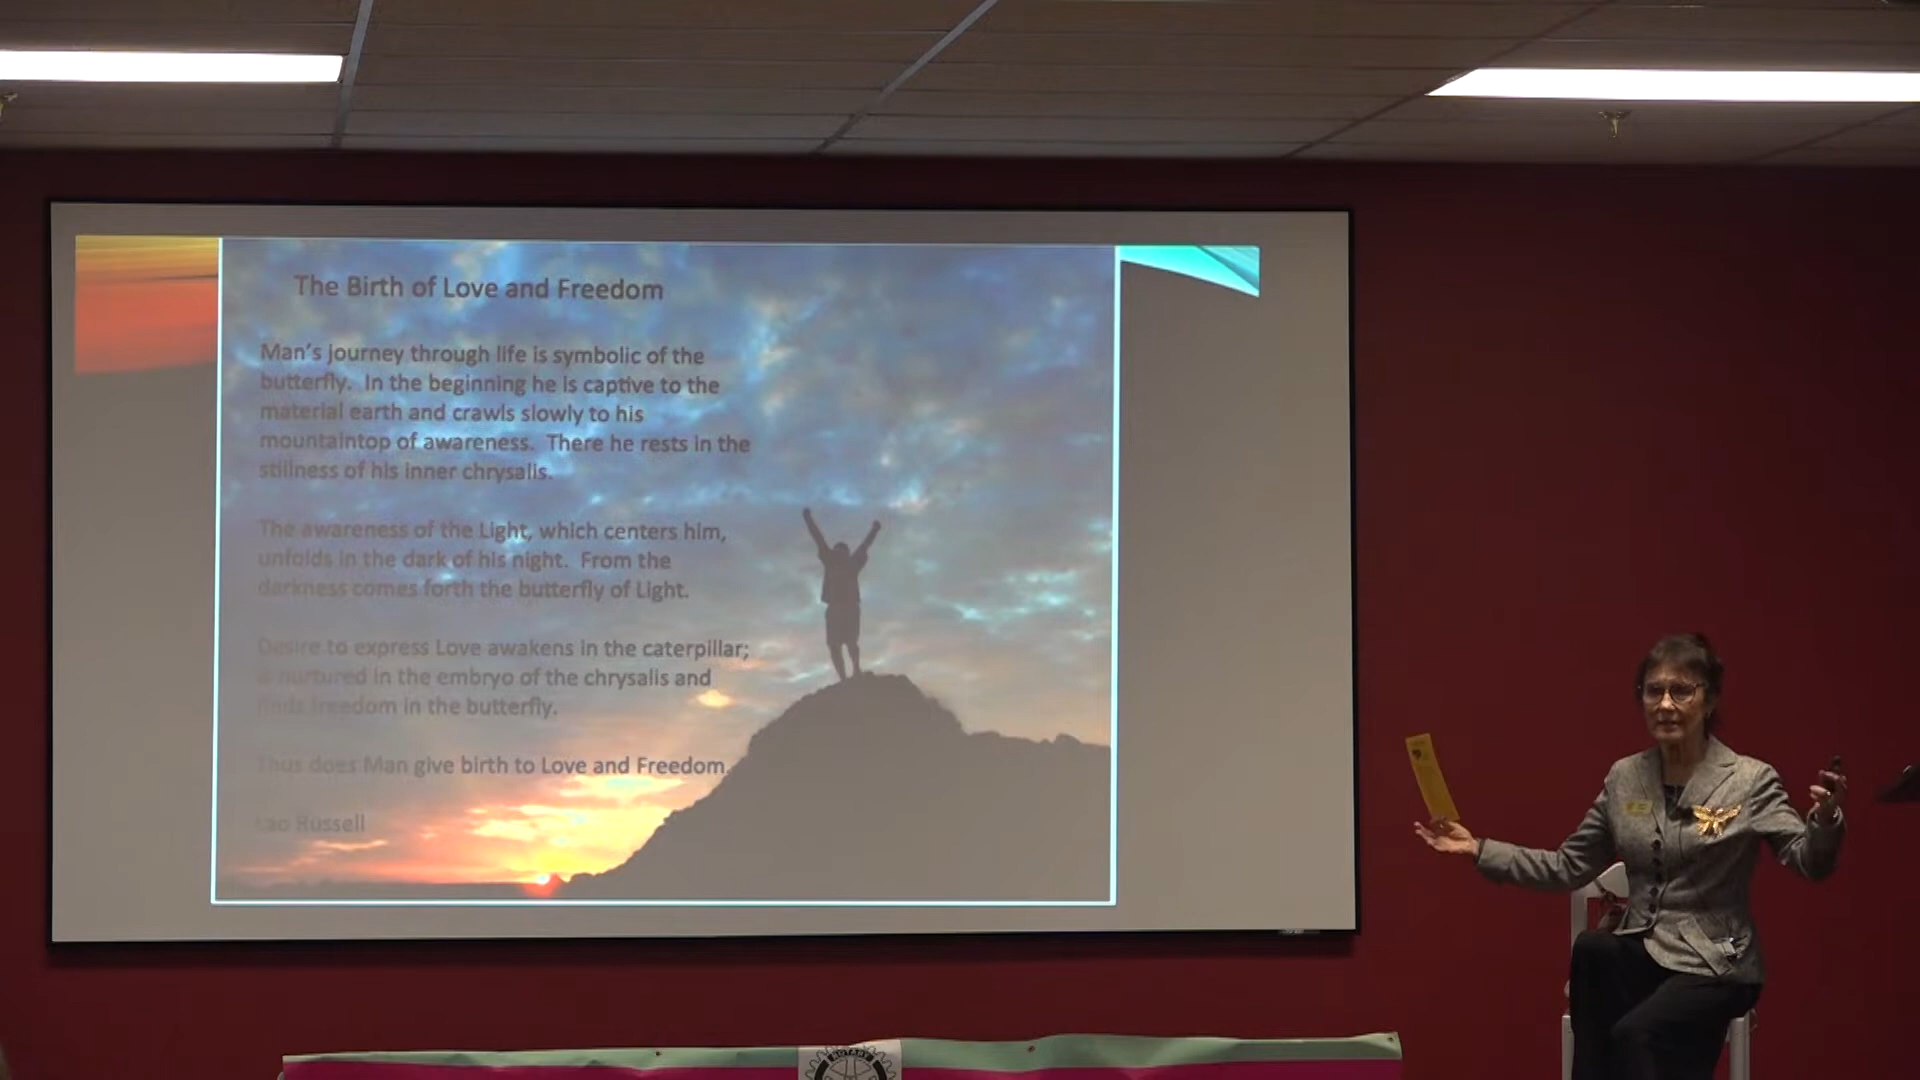 The Birth of Love and Freedom
Man's journey through life is symbolic of the
butterfly.  In the beginning he is captive to the
material earth and crawls slowly to his
mountaintop of awareness.  There he rests in the
stillness of his inner chrysalis.
The awareness of the Light, which centers him,
unfolds in the dark of his night.  From the
darkness comes forth the butterfly of Light.
Desire to express Love awakens in the caterpillar;
nurtured in the embryo of the chrysalis and
finds freedom in the butterfly.
Thus does Man give birth to Love and Freedom.
Lao Russell
ROTARY